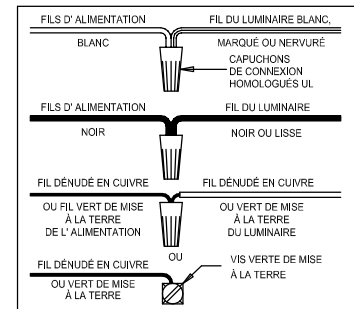 FILS D' ALIMENTATION
FIL DU LUMINAIRE BLANC,
BLANC
MARQUÉ OU NERVURÉ
CAPUCHONS
DE CONNEXION
HOMOLOGUÉS UL
FILS D' ALIMENTATION
FIL DU LUMINAIRE
NOIR
NOIR OU LISSE
FIL DÉNUDÉ EN CUIVRE
FIL DÉNUDÉ EN CUIVRE
OU FIL VERT DE MISE
À LA TERRE
DE L' ALIMENTATION
OU VERT DE MISE
À LA TERRE
DU LUMINAIRE
OU
FIL DÉNUDÉ EN CUIVRE
OU VERT DE MISE
À LA TERRE
VIS VERTE DE MISE
À LA TERRE